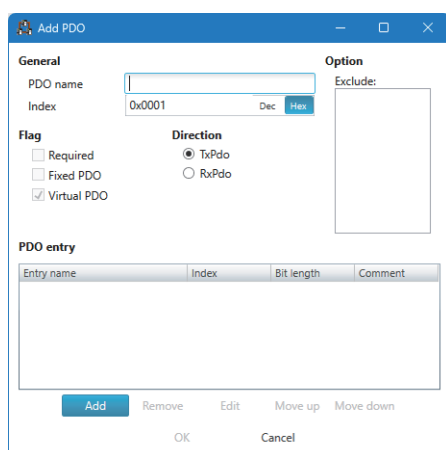 Add PDO
General
Option
PDO name
Exclude:
Index 0x0001 Dec Hex
Flag
Direction
Required
TxPdo
Fixed PDO
RxPdo
Virtual PDO
PDO entry
Entry name Index Bit length Comment
Add Remove Edit Move up Move down
OK Cancel